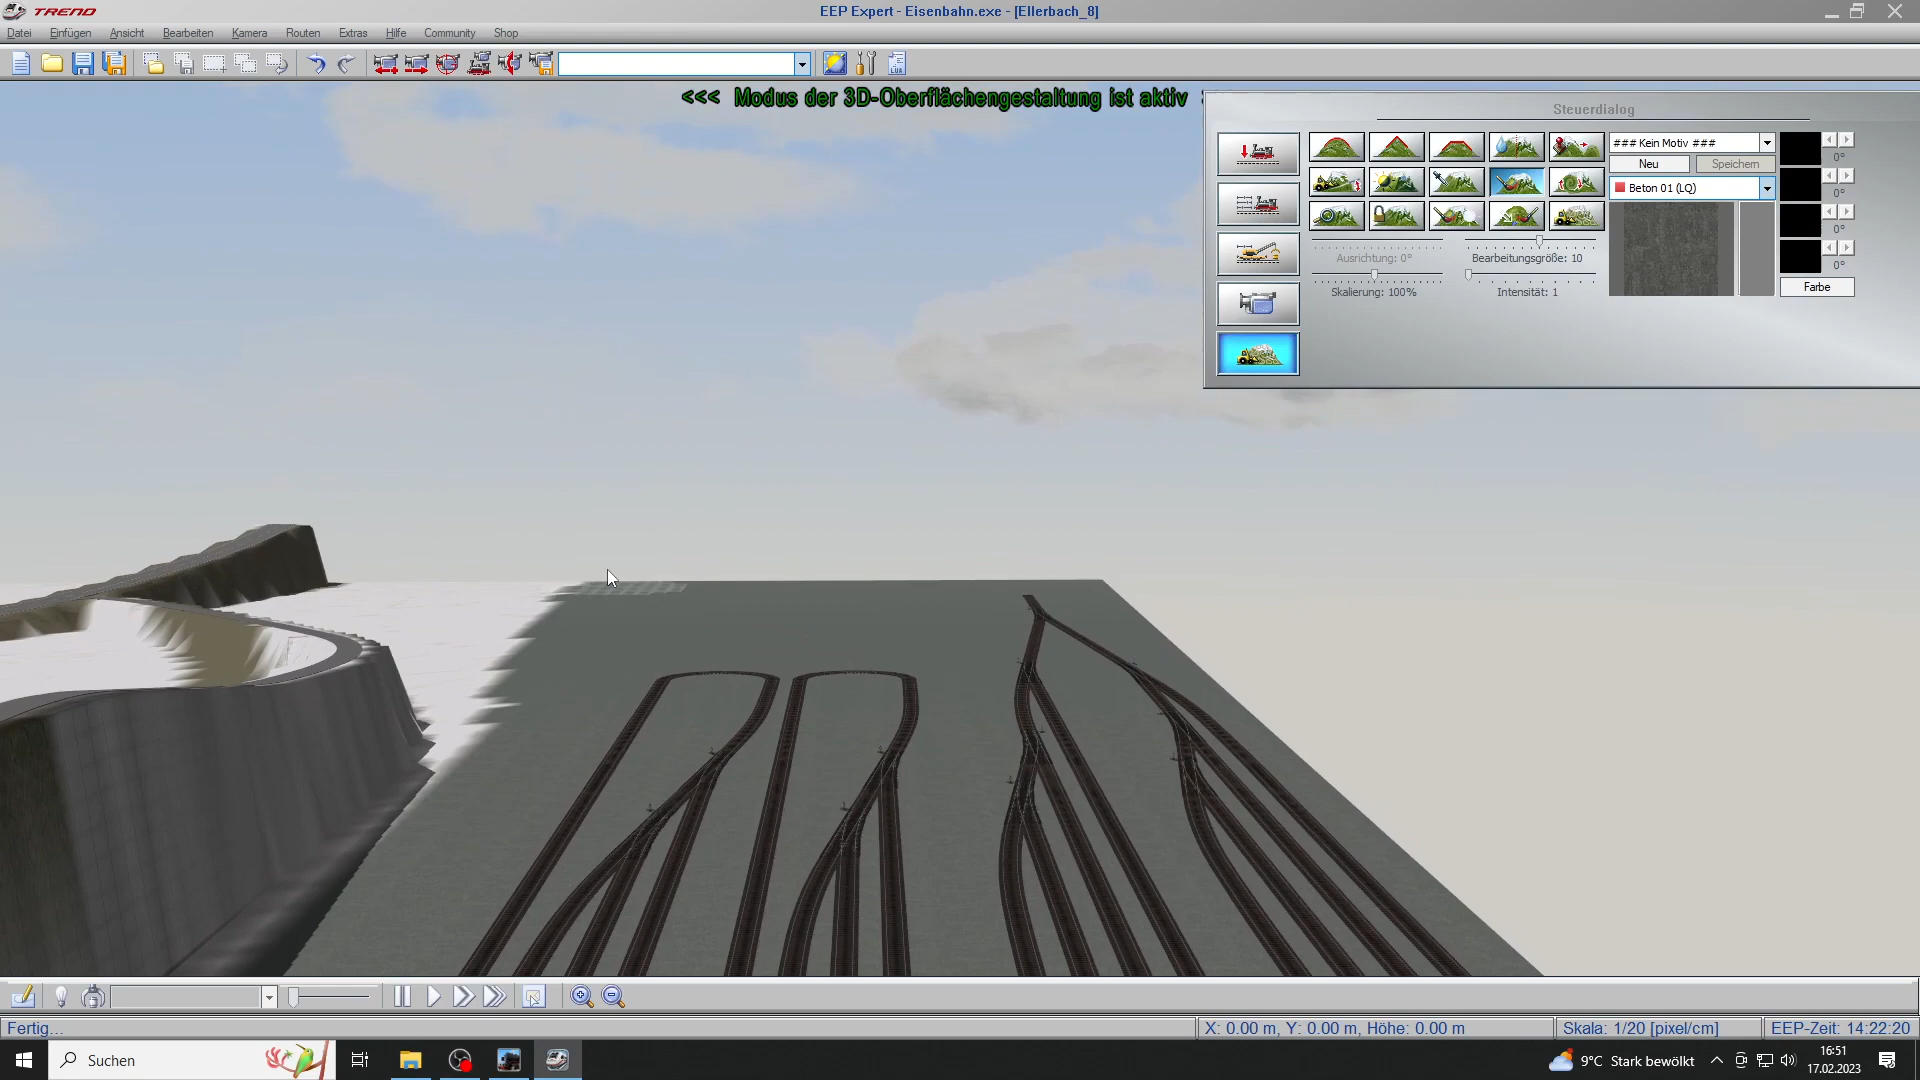 TREND
EEP Expert - Eisenbahn.exe - [Ellerbach_8]
Datei Einfügen Ansicht Bearbeiten Kamera Routen Extras Hilfe Community Shop
LUA
<<< Modus der 3D-Oberflächengestaltung ist aktiv
Steuerdialog
### Kein Motiv ###
Neu Speichern
Beton 01 (LQ)
0°
0°
0°
0°
Ausrichtung: 0° Bearbeitungsgröße: 10
Skalierung: 100% Intensität: 1
Farbe
Fertig...
X: 0.00 m, Y: 0.00 m, Höhe: 0.00 m
Skala: 1/20 [pixel/cm]
EEP-Zeit: 14:22:20
Suchen
9°C Stark bewölkt
16:51
17.02.2023